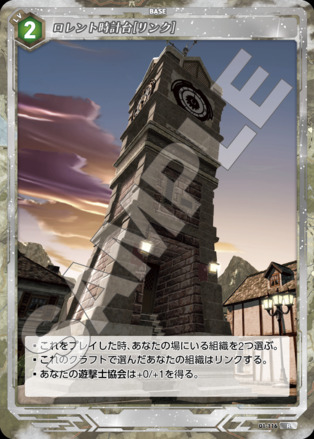 BASE
LV
2
ロレント時計台[リンク]
SAMPLE
・これをプレイした時、あなたの場にいる組織を2つ選ぶ。
・このクラフトで選んだあなたの組織はリンクする。
・あなたの遊撃士協会は+0/+1を得る。